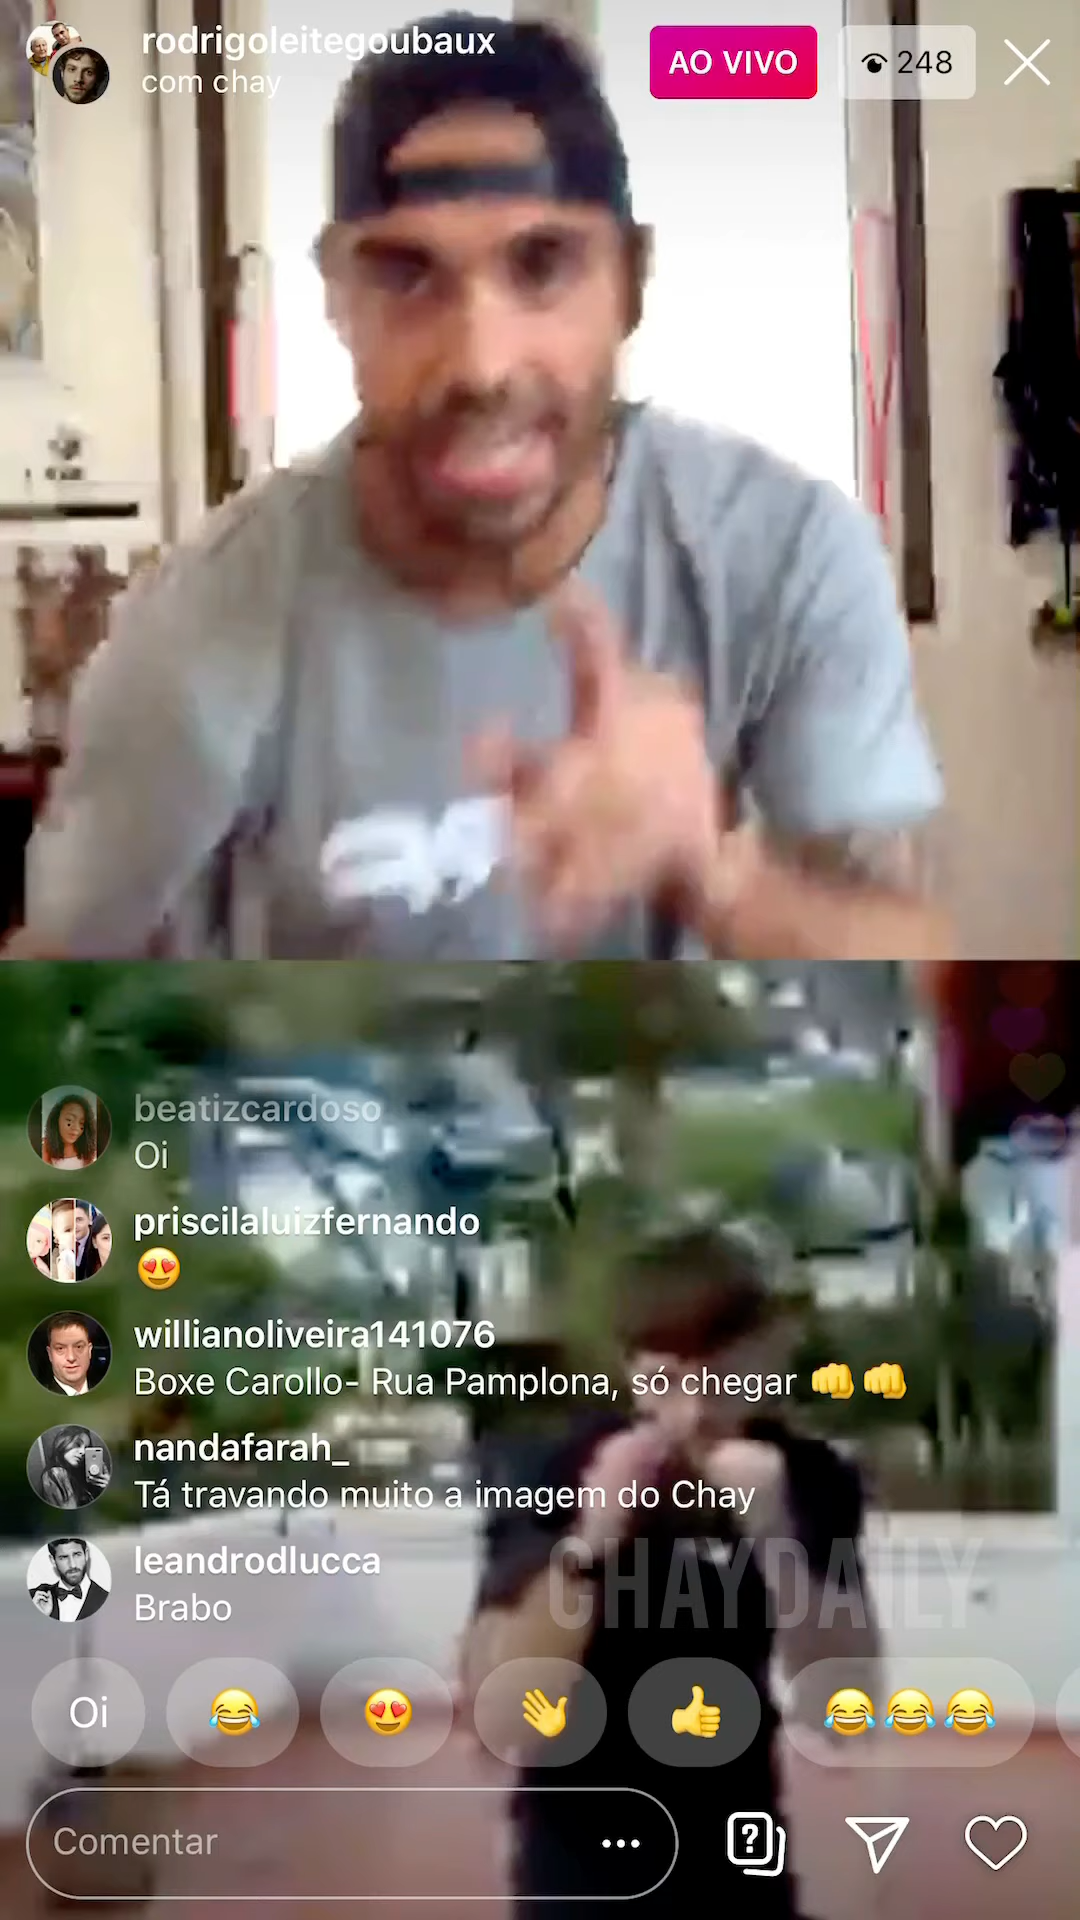 rodrigoleitegoubaux
com chay
AO VIVO
248
beatizcardoso
Oi
priscilaluizfernando
😍
willianoliveira141076
Boxe Carollo- Rua Pamplona, só chegar 👊👊
nandafarah_
Tá travando muito a imagem do Chay
leandrodlucca
Brabo
CHAYDAILY
Oi 😂 😍 👋 👍 😂😂😂
Comentar